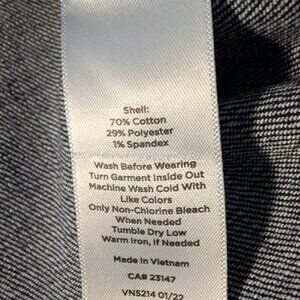 Shell:
70% Cotton
29% Polyester
1% Spandex
Wash Before Wearing
Turn Garment Inside Out
Machine Wash Cold With
Like Colors
Only Non-Chlorine Bleach
When Needed
Tumble Dry Low
Warm Iron, If Needed
Made in Vietnam
CA# 23147
VN5214 01/22